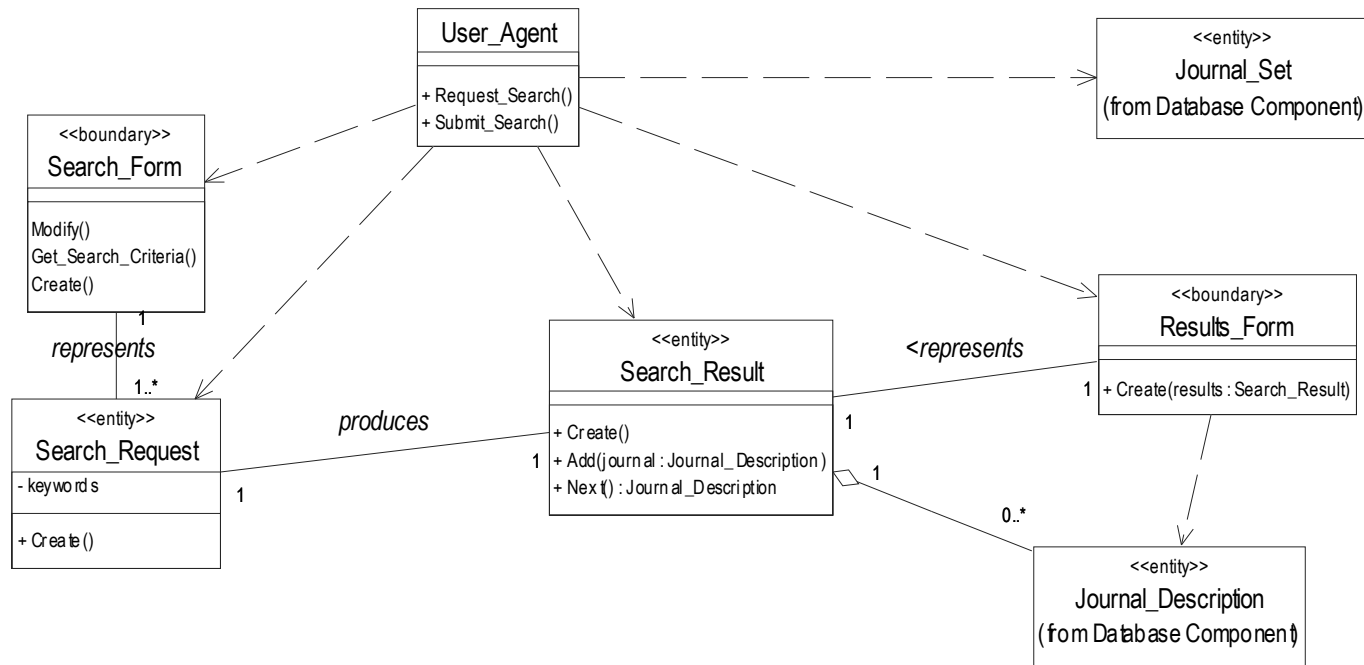 User_Agent
+ Request_Search()
+ Submit_Search()
<<entity>>
Journal_Set
(from Database Component)
<<boundary>>
Search_Form
Modify()
Get_Search_Criteria()
Create()
1
represents
1..*
<<entity>>
Search_Request
- keywords
+ Create()
1
produces
1
<<entity>>
Search_Result
+ Create()
+ Add(journal : Journal_Description)
+ Next() : Journal_Description
1
<represents
1
<<boundary>>
Results_Form
+ Create(results : Search_Result)
1
0..*
<<entity>>
Journal_Description
(from Database Component)